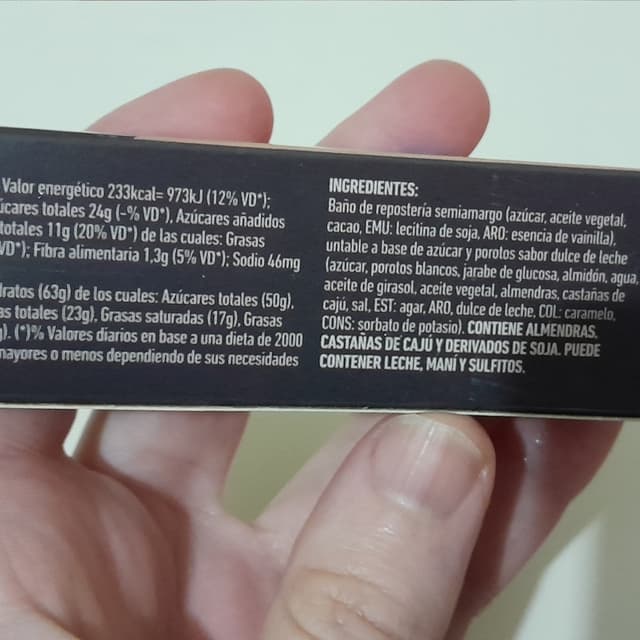 Valor energético 233kcal= 973kJ (12% VD*);
úcares totales 24g (-% VD*), Azúcares añadidos
totales 11g (20% VD*) de las cuales: Grasas
VD*); Fibra alimentaria 1,3g (5% VD*); Sodio 46mg
dratos (63g) de los cuales: Azúcares totales (50g),
as totales (23g), Grasas saturadas (17g), Grasas
g). (*)% Valores diarios en base a una dieta de 2000
mayores o menos dependiendo de sus necesidades
INGREDIENTES:
Baño de repostería semiamargo (azúcar, aceite vegetal,
cacao, EMU: lecitina de soja, ARO: esencia de vainilla),
untable a base de azúcar y porotos sabor dulce de leche
(azúcar, porotos blancos, jarabe de glucosa, almidón, agua,
aceite de girasol, aceite vegetal, almendras, castañas de
cajú, sal, EST: agar, ARO, dulce de leche, COL: caramelo,
CONS: sorbato de potasio). CONTIENE ALMENDRAS,
CASTAÑAS DE CAJÚ Y DERIVADOS DE SOJA. PUEDE
CONTENER LECHE, MANÍ Y SULFITOS.